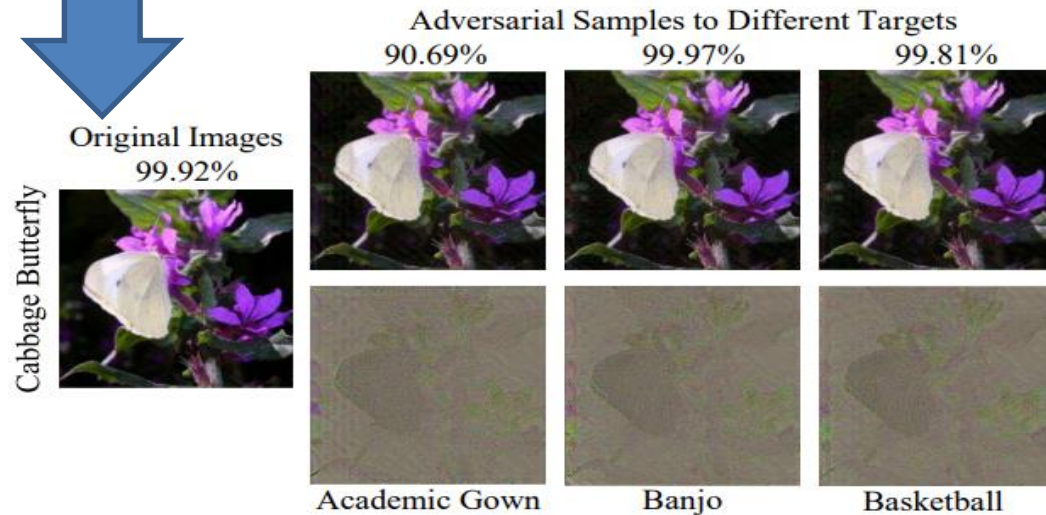 Adversarial Samples to Different Targets
90.69% 99.97% 99.81%
Original Images
99.92%
Cabbage Butterfly
Academic Gown Banjo Basketball